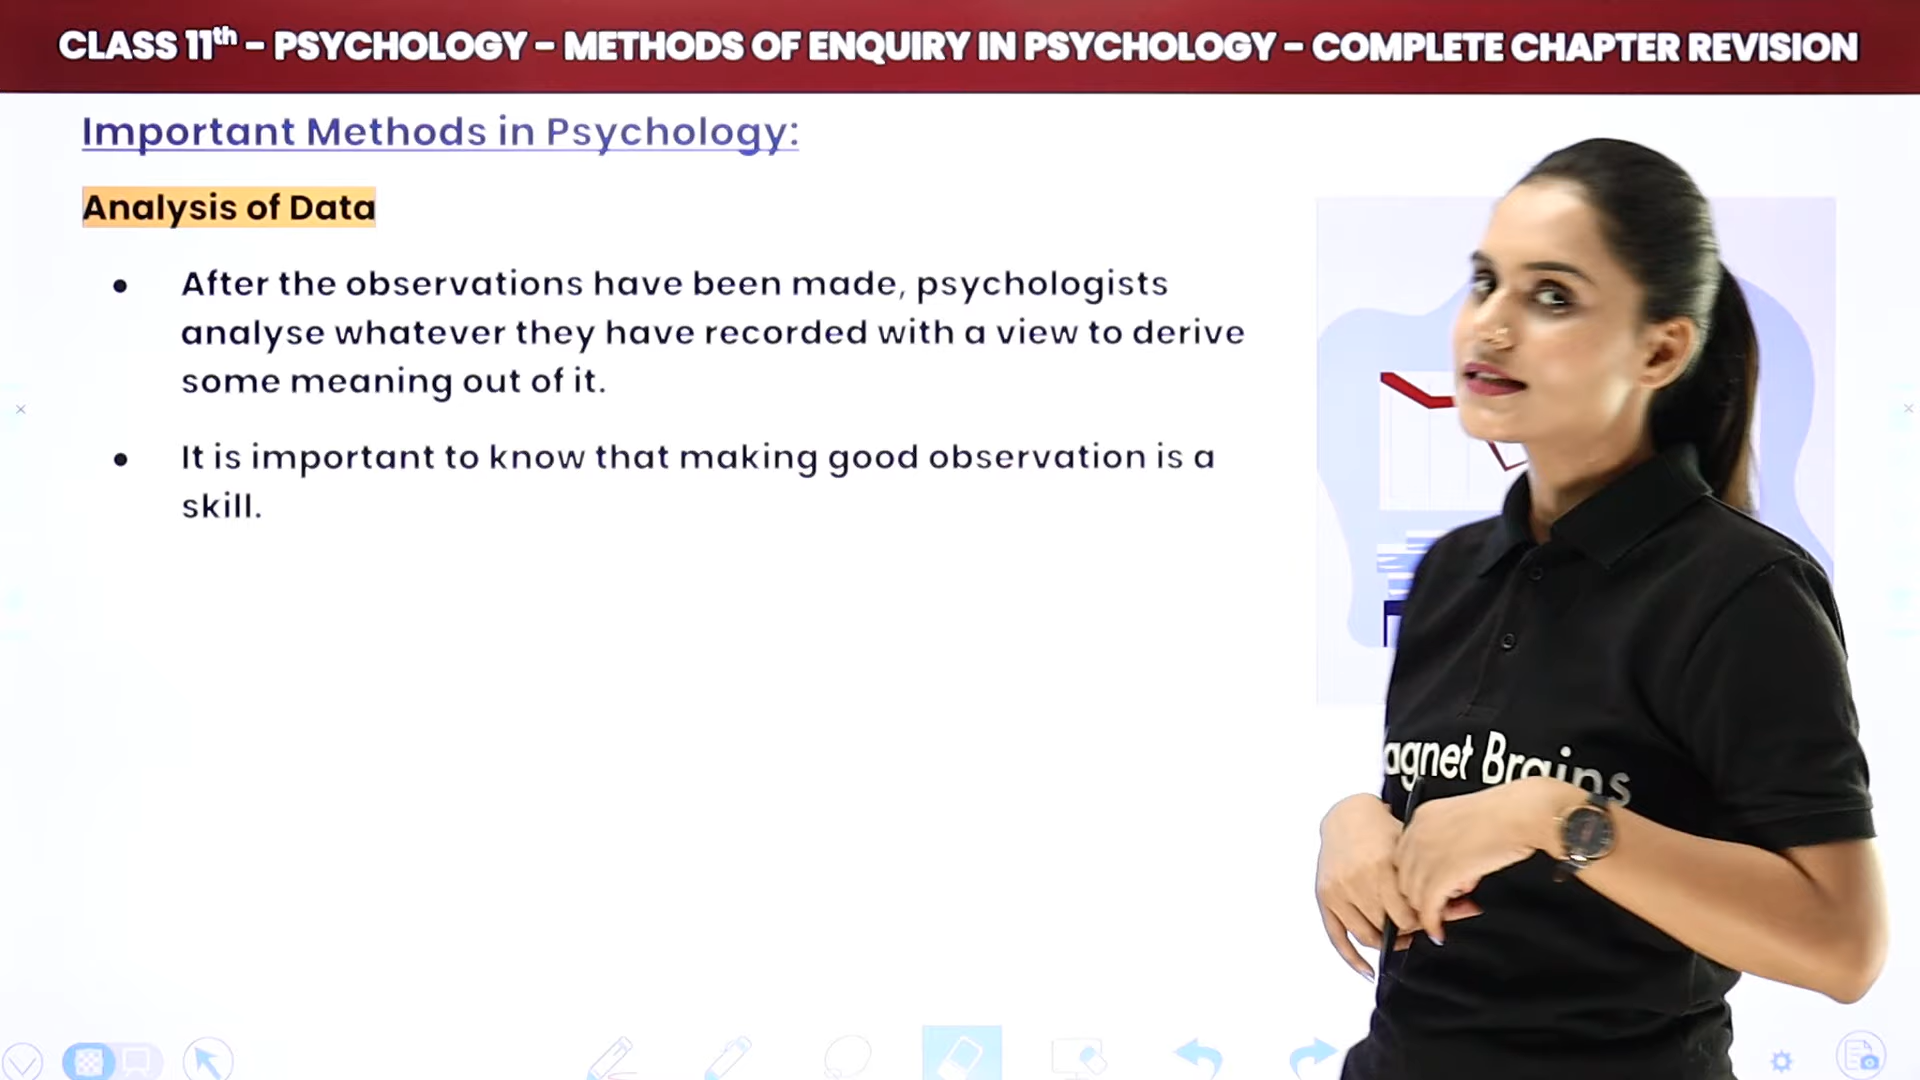 CLASS 11th – PSYCHOLOGY – METHODS OF ENQUIRY IN PSYCHOLOGY – COMPLETE CHAPTER REVISION
Important Methods in Psychology:
Analysis of Data
• After the observations have been made, psychologists
analyse whatever they have recorded with a view to derive
some meaning out of it.
• It is important to know that making good observation is a
skill.
agnet Brains